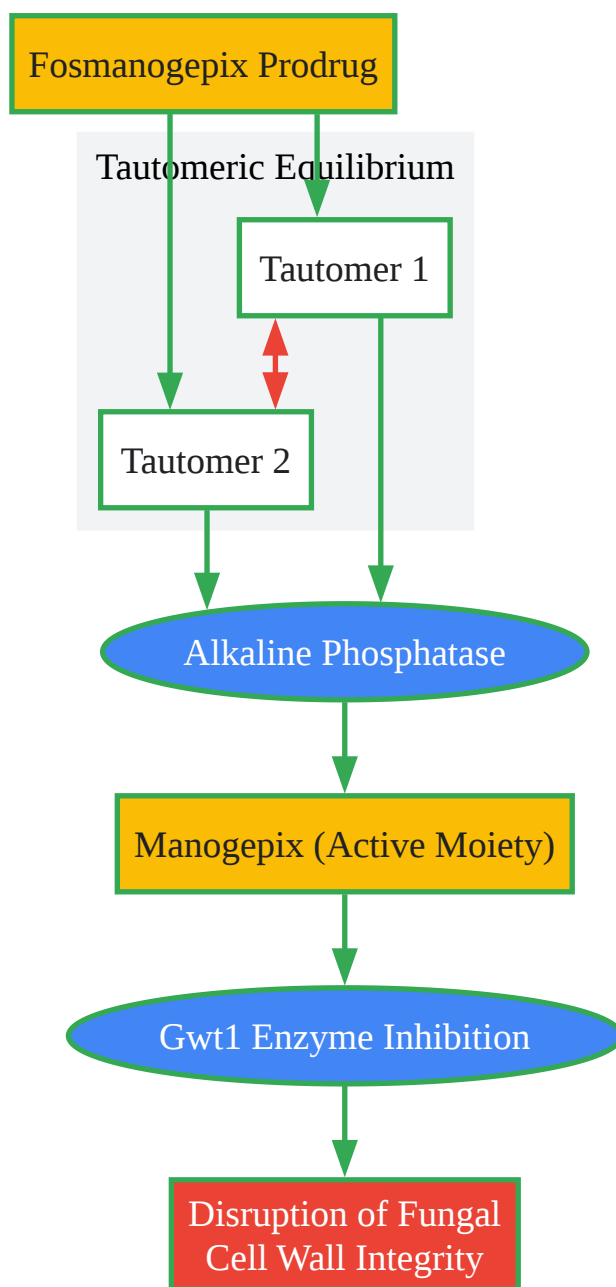 Fosmanogepix Prodrug
Tautomeric Equilibrium
Tautomer 1
Tautomer 2
Alkaline Phosphatase
Manogepix (Active Moiety)
Gwt1 Enzyme Inhibition
Disruption of Fungal
Cell Wall Integrity